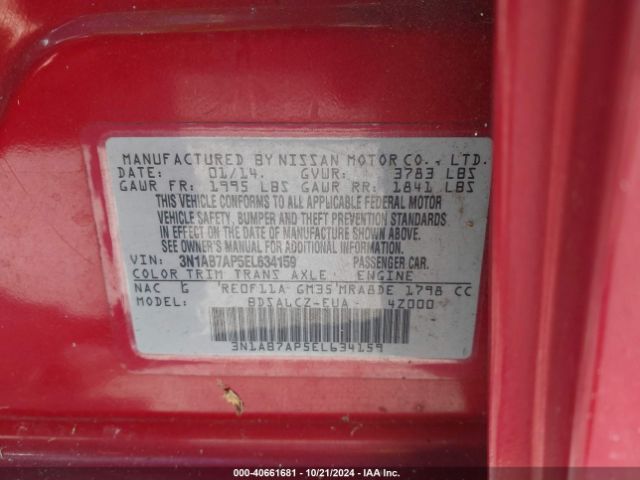 MANUFACTURED BY NISSAN MOTOR CO., LTD.
DATE: 01/14. GVWR: 3783 LBS
GAWR FR: 1995 LBS GAWR RR: 1841 LBS
THIS VEHICLE CONFORMS TO ALL APPLICABLE FEDERAL MOTOR
VEHICLE SAFETY, BUMPER AND THEFT PREVENTION STANDARDS
IN EFFECT ON THE DATE OF MANUFACTURE SHOWN ABOVE.
SEE OWNER'S MANUAL FOR ADDITIONAL INFORMATION.
VIN: 3N1AB7AP5EL634159 PASSENGER CAR.
COLOR TRIM TRANS AXLE ENGINE
NAC G RE0F11A GM35 MRA8DE 1798 CC
MODEL: BDSALCZ-EUA- 4Z000
3N1AB7AP5EL634159
000-40661681 - 10/21/2024 - IAA Inc.